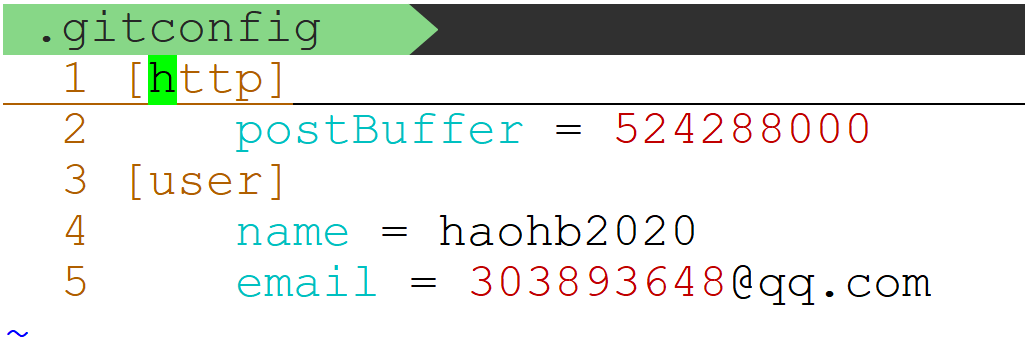 .gitconfig
1 [http]
2 postBuffer = 524288000
3 [user]
4 name = haohb2020
5 email = 303893648@qq.com
~